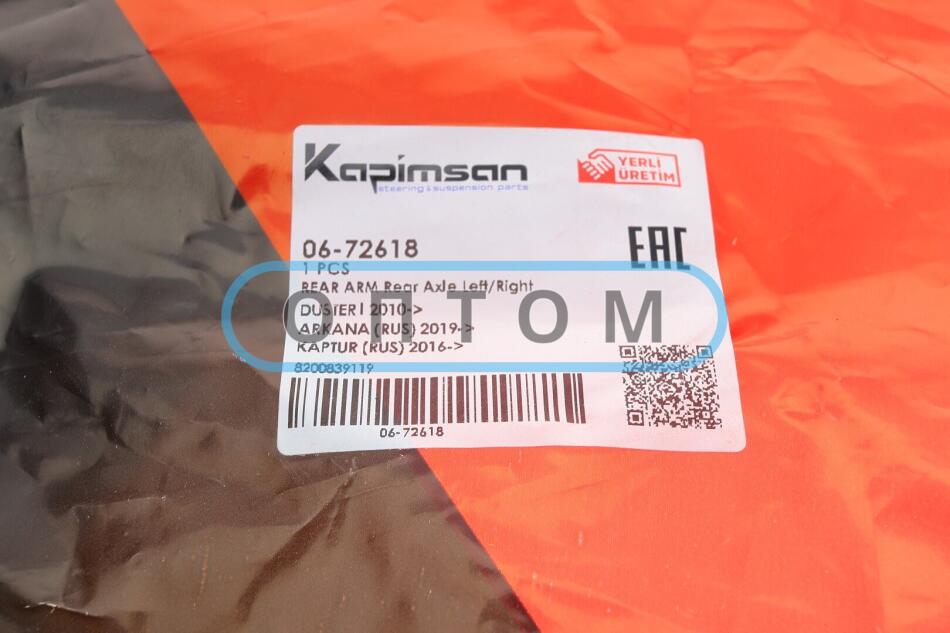 Kapimsan
steering & suspension parts
YERLİ
ÜRETİM
06-72618
EAC
1 PCS
REAR ARM Rear Axle Left/Right
DUSTER I 2010->
ARKANA (RUS) 2019->
KAPTUR (RUS) 2016->
8200839119
06-72618
ОПТОМ